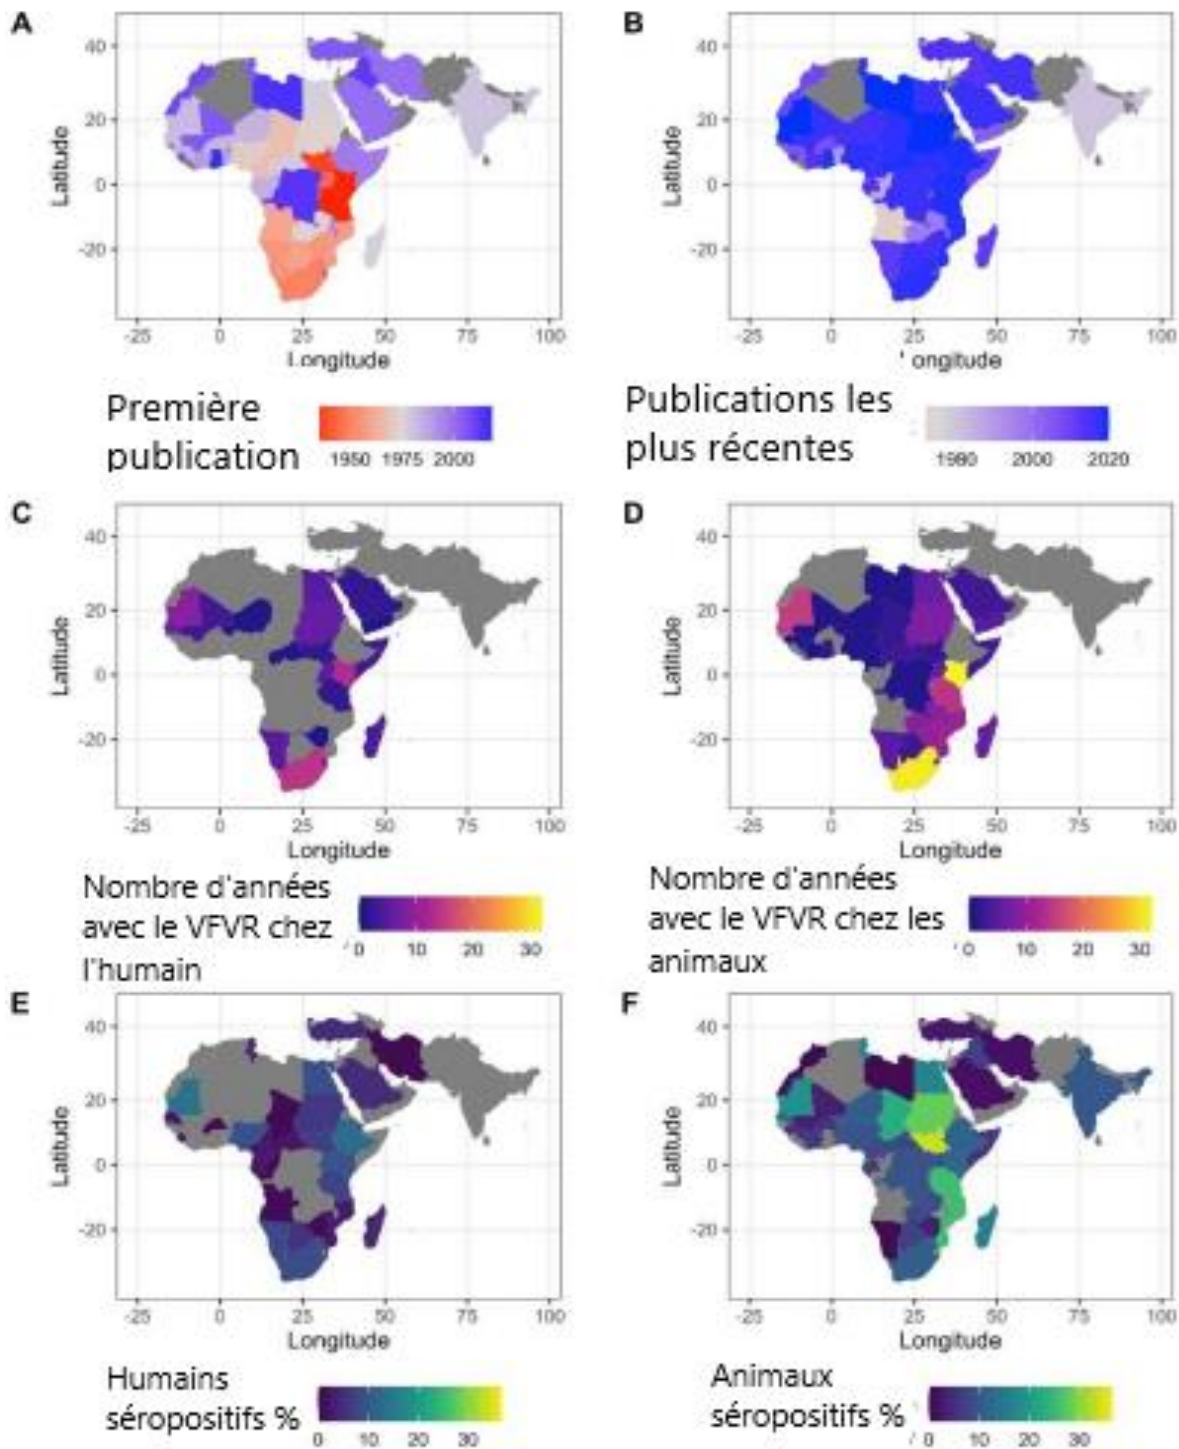 A
B
40
20
0
-20
Latitude
-25 0 25 50 75 100
Longitude
40
20
0
-20
Latitude
-25 0 25 50 75 100
ongitude
Première
publication
1950 1975 2000
Publications les
plus récentes
1980 2000 2020
C
D
40
20
0
-20
Latitude
-25 0 25 50 75 100
Longitude
40
20
0
-20
Latitude
-25 0 25 50 75 100
Longitude
Nombre d'années
avec le VFVR chez
l'humain
0 10 20 30
Nombre d'années
avec le VFVR chez les
animaux
0 10 20 30
E
F
40
20
0
-20
Latitude
-25 0 25 50 75 100
Longitude
40
20
0
-20
Latitude
-25 0 25 50 75 100
Longitude
Humains
séropositifs %
0 10 20 30
Animaux
séropositifs %
0 10 20 30